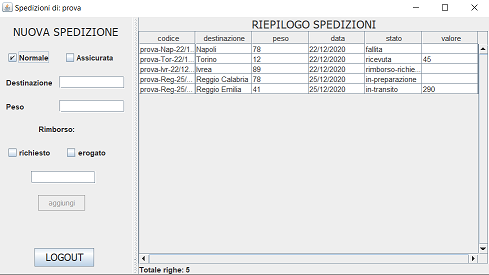 Spedizioni di: prova
NUOVA SPEDIZIONE
Normale Assicurata
Destinazione
Peso
Rimborso:
richiesto erogato
aggiungi
LOGOUT
RIEPILOGO SPEDIZIONI
codice destinazione peso data stato valore
prova-Nap-22/1... Napoli 78 22/12/2020 fallita
prova-Tor-22/1... Torino 12 22/12/2020 ricevuta 45
prova-Ivr-22/12... Ivrea 89 22/12/2020 rimborso-richie...
prova-Reg-25/... Reggio Calabria 78 25/12/2020 in-preparazione
prova-Reg-25/... Reggio Emilia 41 25/12/2020 in-transito 290
Totale righe: 5